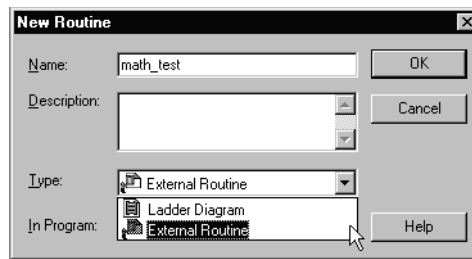 New Routine
Name: math_test OK
Description: Cancel
Type: External Routine
Ladder Diagram
In Program: External Routine Help